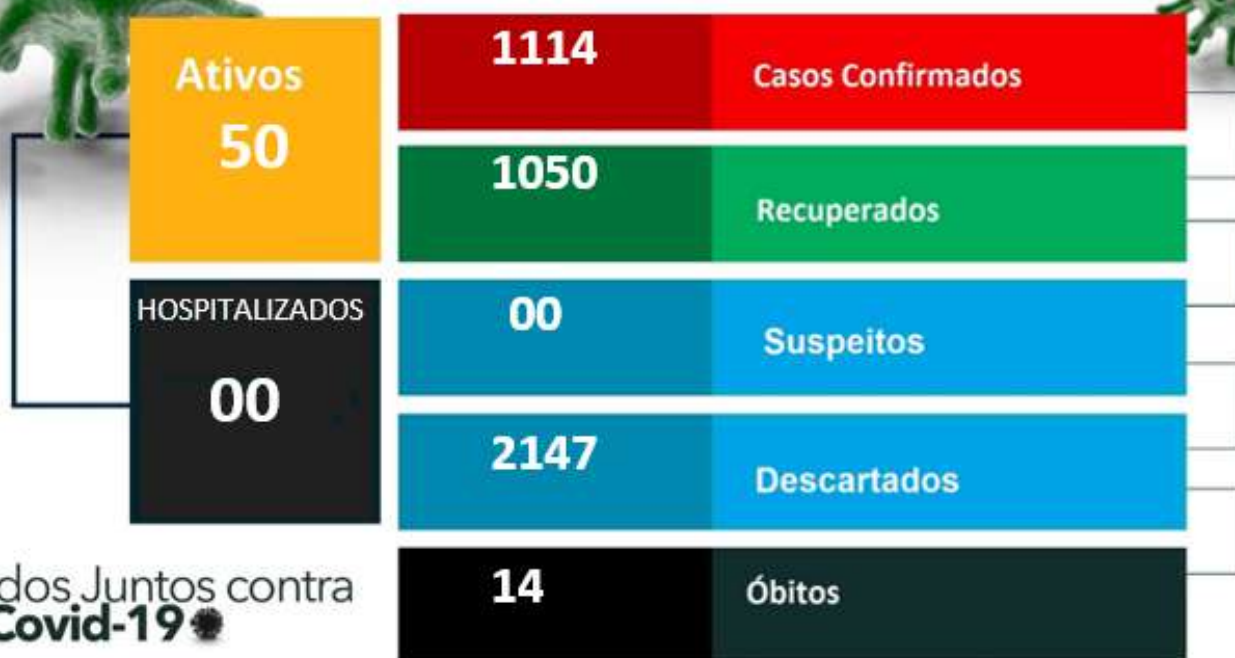 Ativos
50
HOSPITALIZADOS
00
1114
Casos Confirmados
1050
Recuperados
00
Suspeitos
2147
Descartados
14
Óbitos
dos Juntos contra
Covid-19